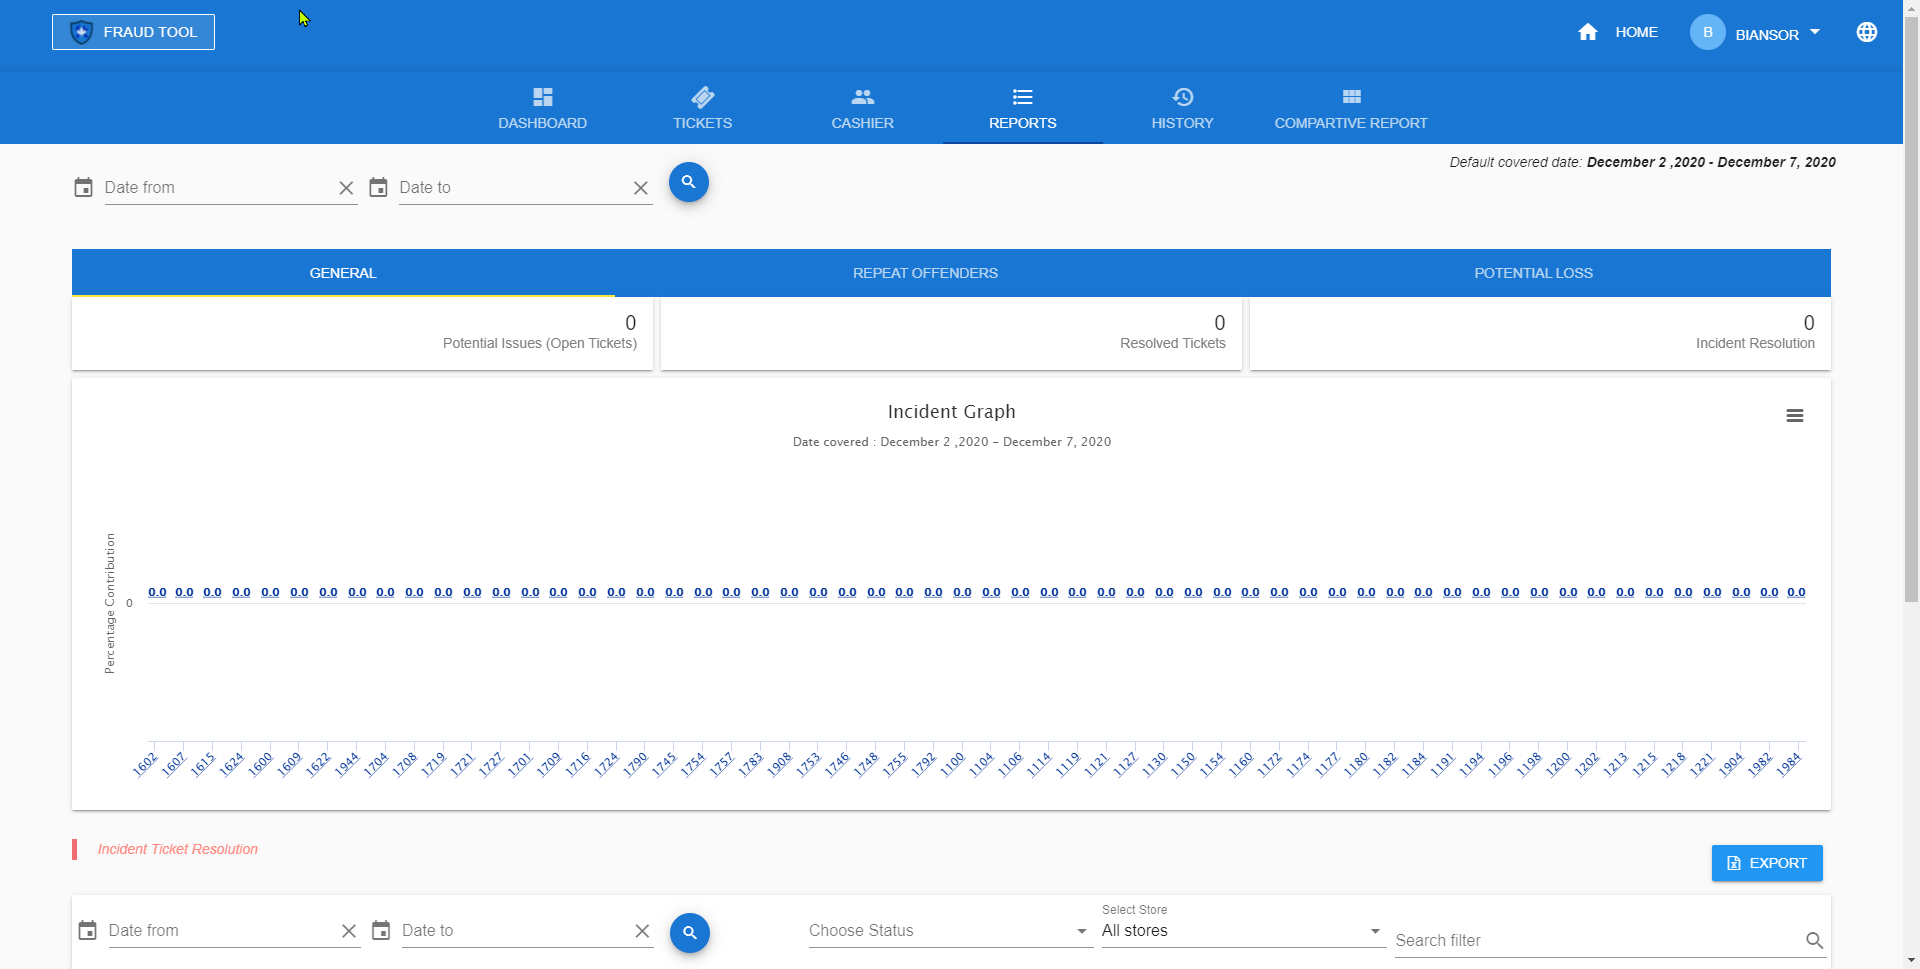 FRAUD TOOL
HOME
B
BIANSOR
DASHBOARD
TICKETS
CASHIER
REPORTS
HISTORY
COMPARTIVE REPORT
Default covered date: December 2 ,2020 - December 7, 2020
Date from
Date to
GENERAL
REPEAT OFFENDERS
POTENTIAL LOSS
0
Potential Issues (Open Tickets)
0
Resolved Tickets
0
Incident Resolution
Incident Graph
Date covered : December 2 ,2020 – December 7, 2020
Percentage Contribution
0
0.0 0.0 0.0 0.0 0.0 0.0 0.0 0.0 0.0 0.0 0.0 0.0 0.0 0.0 0.0 0.0 0.0 0.0 0.0 0.0 0.0 0.0 0.0 0.0 0.0 0.0 0.0 0.0 0.0 0.0 0.0 0.0 0.0 0.0 0.0 0.0 0.0 0.0 0.0 0.0 0.0 0.0 0.0 0.0 0.0 0.0 0.0 0.0 0.0 0.0 0.0 0.0 0.0 0.0 0.0 0.0 0.0 0.0
1602 1607 1615 1624 1600 1609 1622 1944 1704 1708 1719 1721 1727 1701 1709 1716 1724 1790 1745 1754 1757 1783 1908 1753 1746 1748 1755 1792 1100 1104 1106 1114 1119 1121 1127 1130 1150 1154 1160 1172 1174 1177 1180 1182 1184 1191 1194 1196 1198 1200 1202 1213 1215 1218 1221 1904 1982 1984
Incident Ticket Resolution
EXPORT
Date from
Date to
Choose Status
Select Store
All stores
Search filter